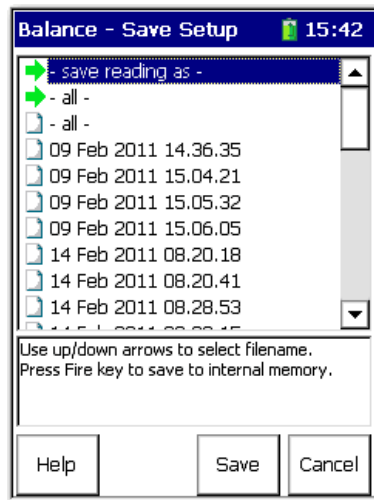 Balance - Save Setup 15:42
- save reading as -
- all -
- all -
09 Feb 2011 14.36.35
09 Feb 2011 15.04.21
09 Feb 2011 15.05.32
09 Feb 2011 15.06.05
14 Feb 2011 08.20.18
14 Feb 2011 08.20.41
14 Feb 2011 08.28.53
Use up/down arrows to select filename.
Press Fire key to save to internal memory.
Help Save Cancel